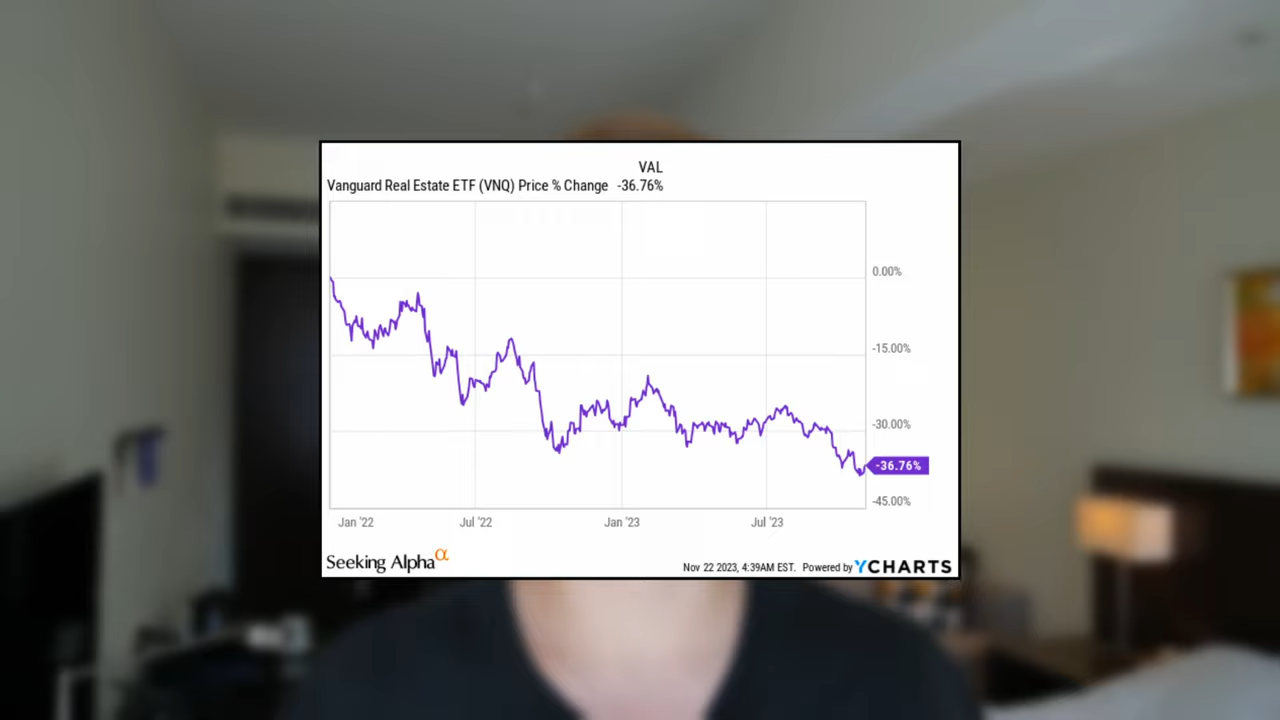 VAL
Vanguard Real Estate ETF (VNQ) Price % Change -36.76%
0.00%
-15.00%
-30.00%
-36.76%
-45.00%
Jan '22 Jul '22 Jan '23 Jul '23
Seeking Alpha α
Nov 22 2023, 4:39AM EST. Powered by YCHARTS